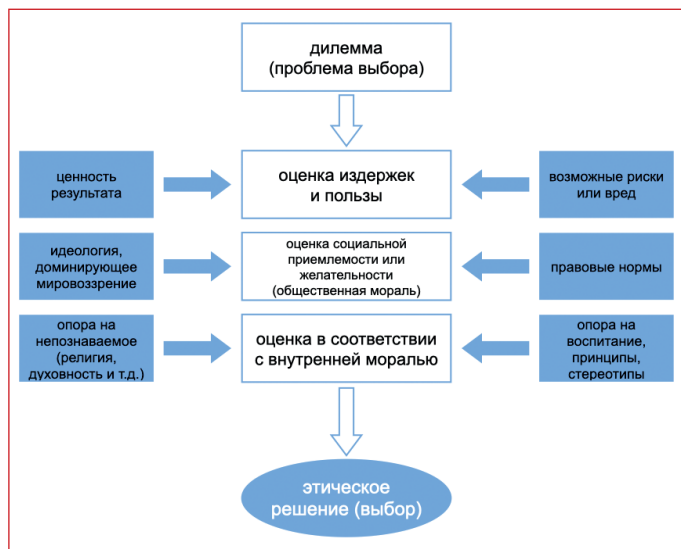 дилемма
(проблема выбора)
ценность
результата
оценка издержек
и пользы
возможные риски
или вред
идеология,
доминирующее
мировоззрение
оценка социальной
приемлемости или
желательности
(общественная мораль)
правовые нормы
опора на
непознаваемое
(религия,
духовность и т.д.)
оценка в соответствии
с внутренней моралью
опора на
воспитание,
принципы,
стереотипы
этическое
решение (выбор)